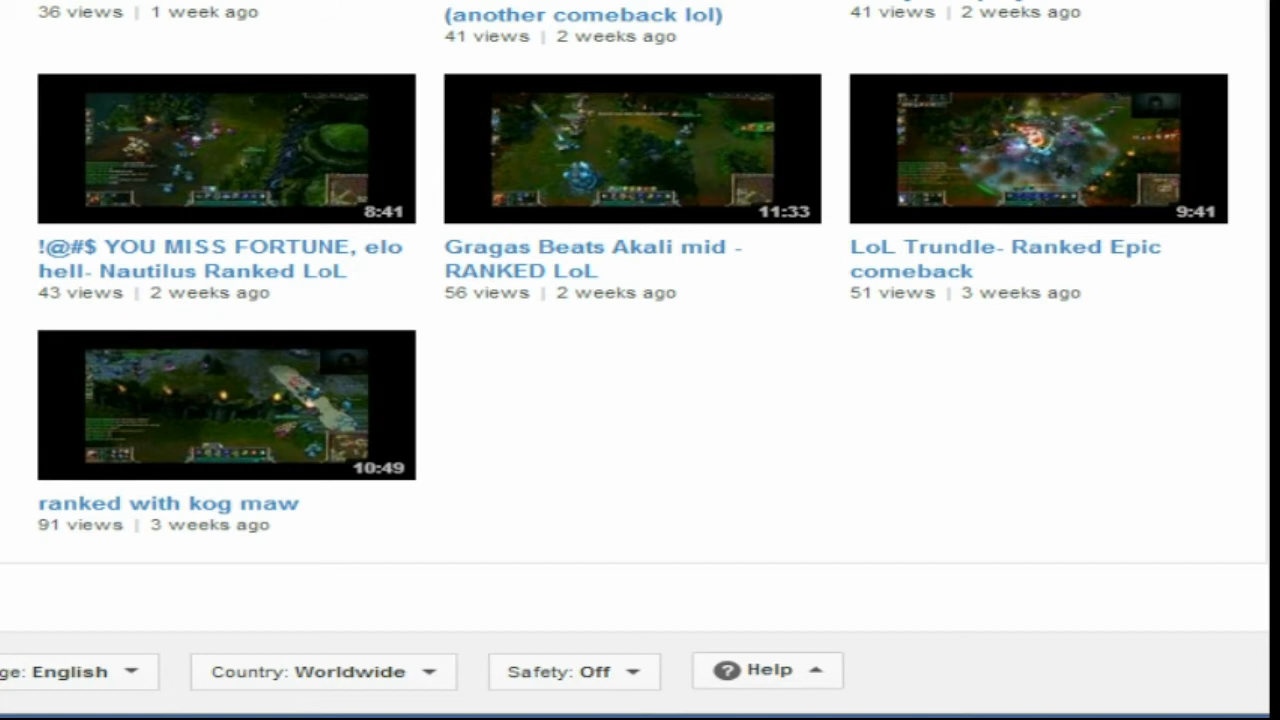 36 views | 1 week ago
(another comeback lol)
41 views | 2 weeks ago
41 views | 2 weeks ago
8:41
11:33
9:41
!@#$ YOU MISS FORTUNE, elo
hell- Nautilus Ranked LoL
43 views | 2 weeks ago
Gragas Beats Akali mid -
RANKED LoL
56 views | 2 weeks ago
LoL Trundle- Ranked Epic
comeback
51 views | 3 weeks ago
10:49
ranked with kog maw
91 views | 3 weeks ago
ge: English
Country: Worldwide
Safety: Off
? Help